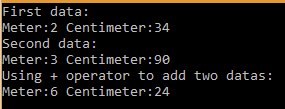 First data:
Meter:2 Centimeter:34
Second data:
Meter:3 Centimeter:90
Using + operator to add two datas:
Meter:6 Centimeter:24